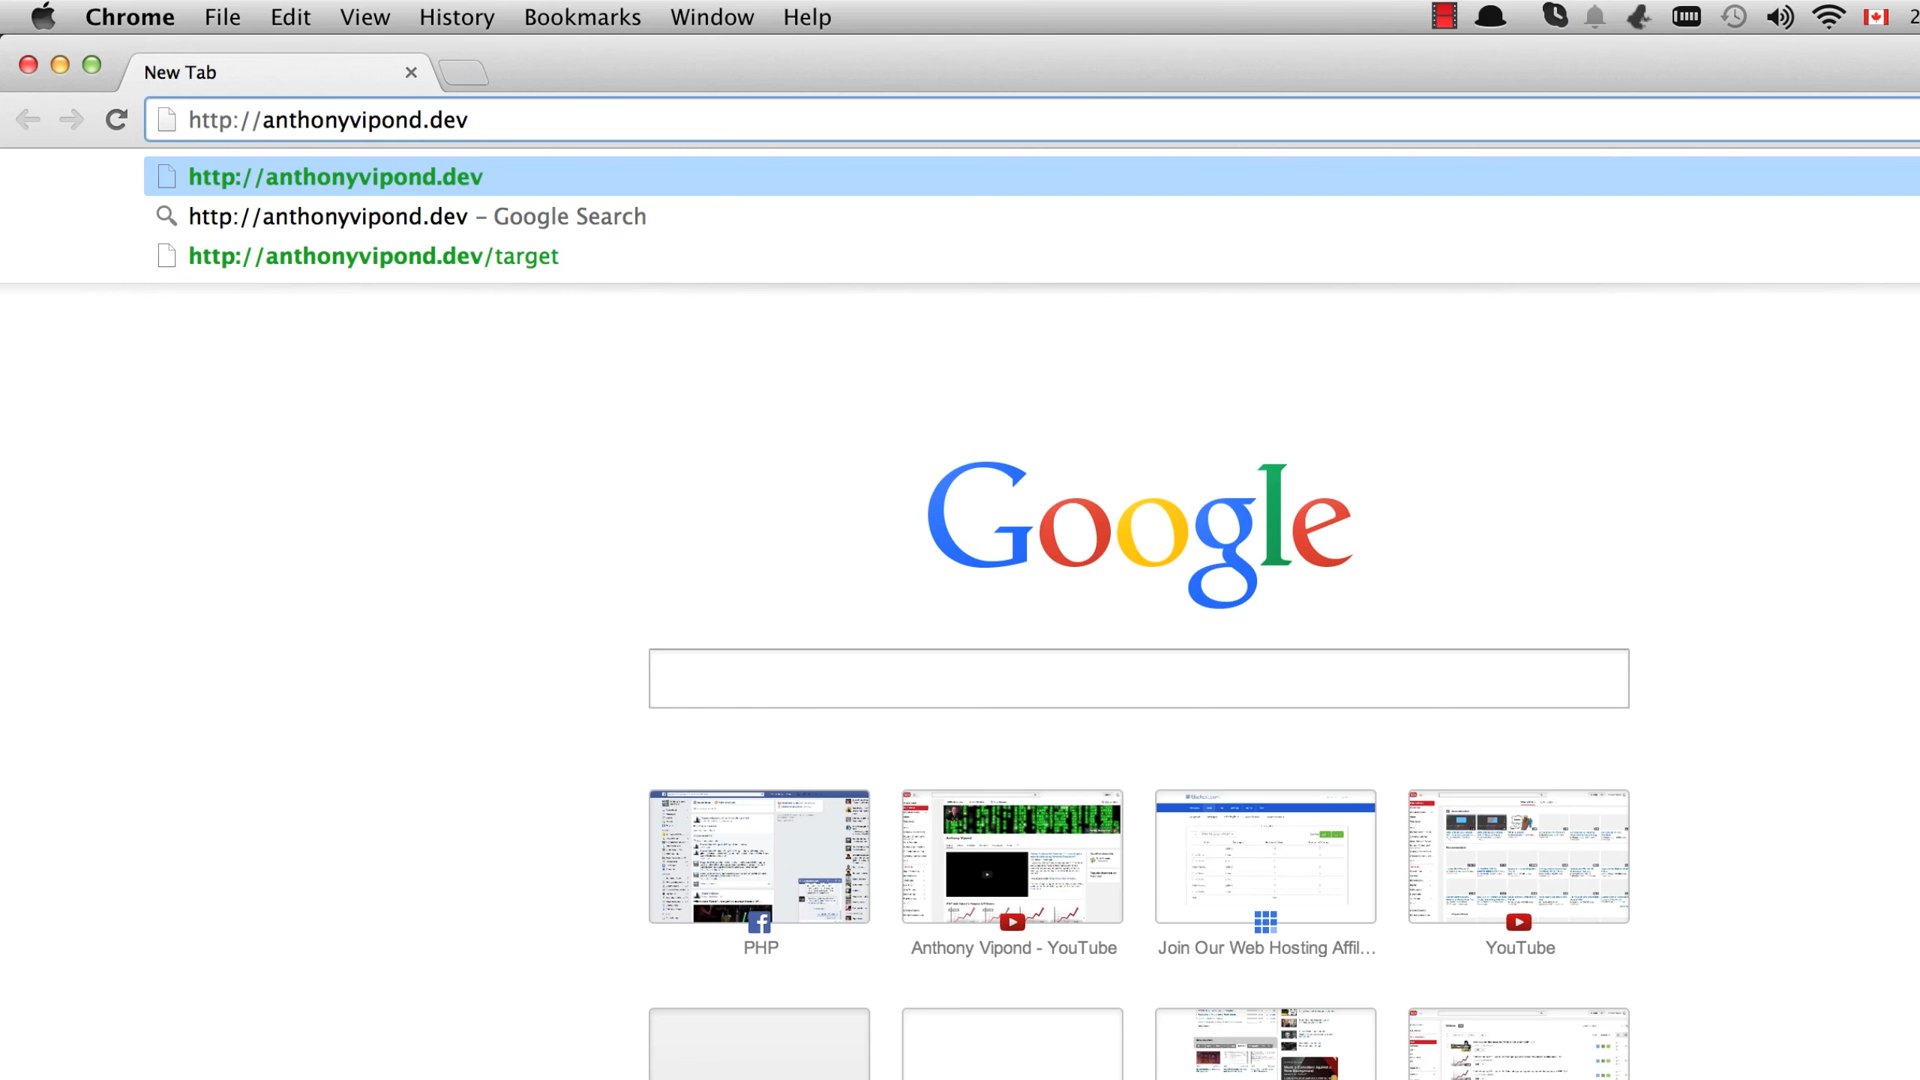 Chrome File Edit View History Bookmarks Window Help 2
New Tab
http://anthonyvipond.dev
http://anthonyvipond.dev
http://anthonyvipond.dev – Google Search
http://anthonyvipond.dev/target
Google
PHP Anthony Vipond - YouTube Join Our Web Hosting Affil... YouTube